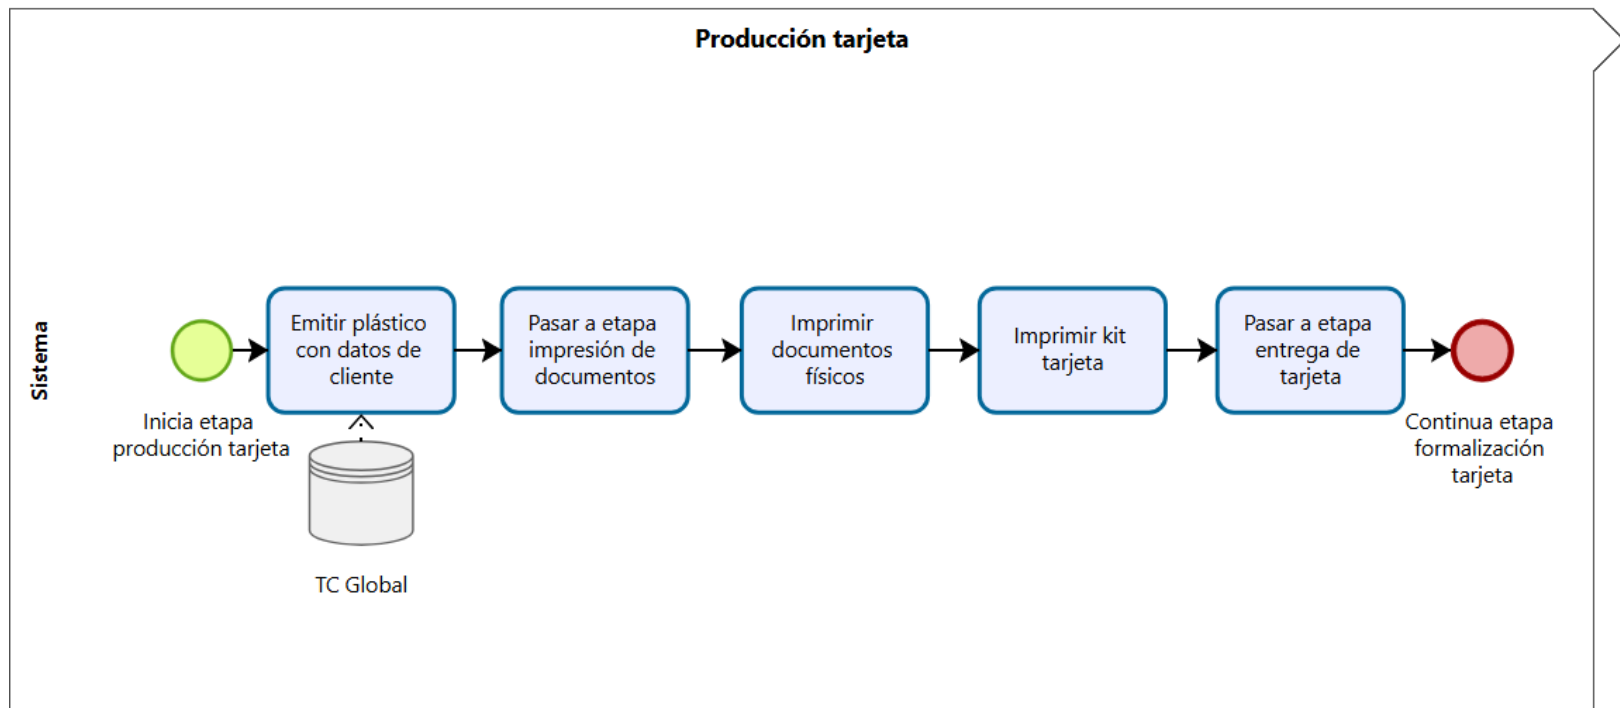 Producción tarjeta
Sistema
Inicia etapa
producción tarjeta
Emitir plástico
con datos de
cliente
TC Global
Pasar a etapa
impresión de
documentos
Imprimir
documentos
físicos
Imprimir kit
tarjeta
Pasar a etapa
entrega de
tarjeta
Continua etapa
formalización
tarjeta